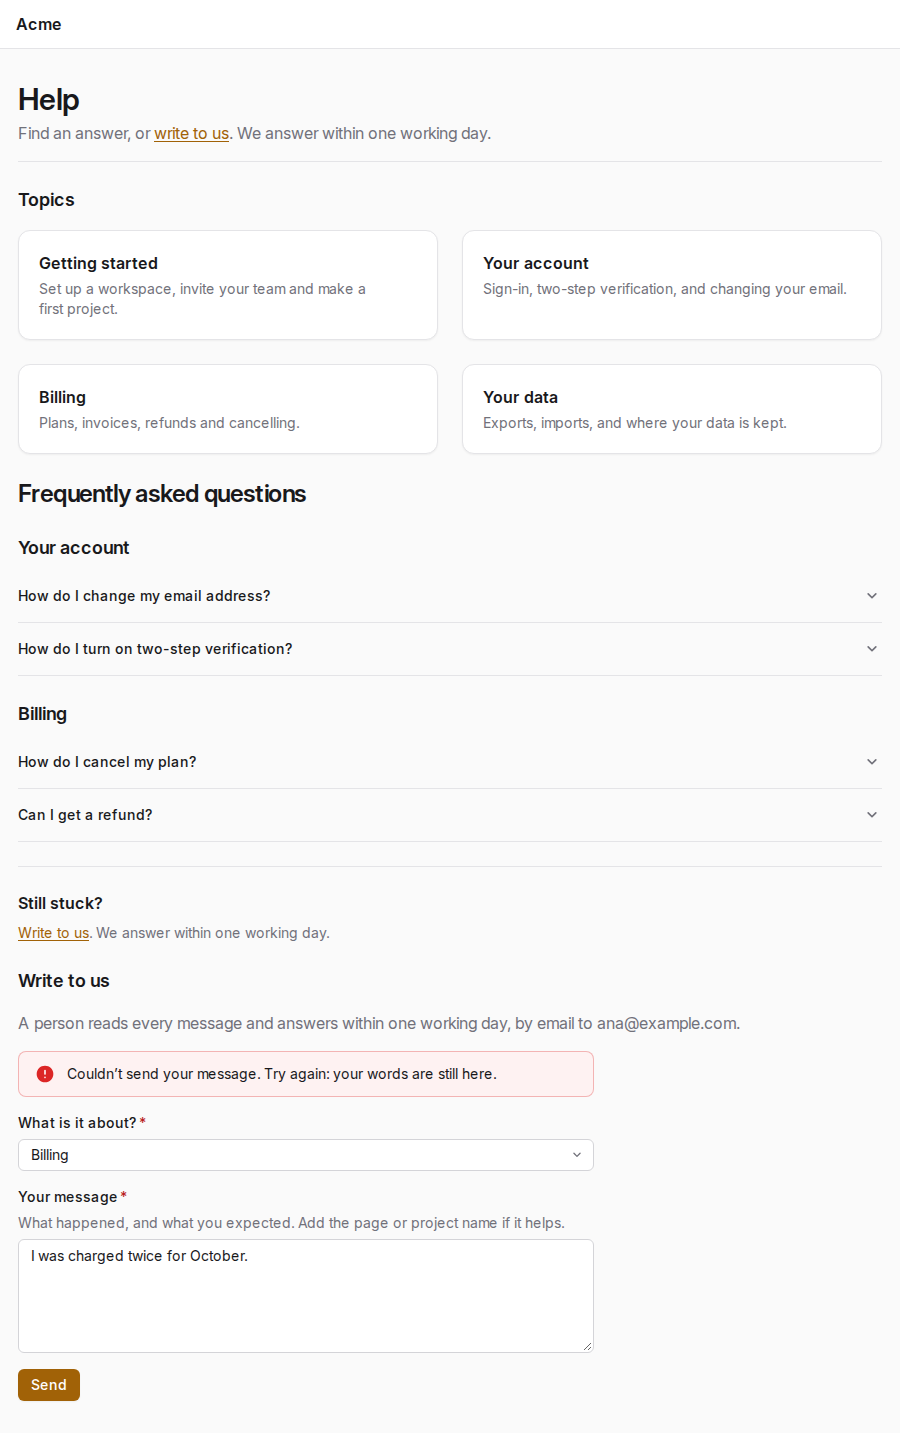 Acme
Help
Find an answer, or write to us. We answer within one working day.
Topics
Getting started
Set up a workspace, invite your team and make a
first project.
Your account
Sign-in, two-step verification, and changing your email.
Billing
Plans, invoices, refunds and cancelling.
Your data
Exports, imports, and where your data is kept.
Frequently asked questions
Your account
How do I change my email address?
How do I turn on two-step verification?
Billing
How do I cancel my plan?
Can I get a refund?
Still stuck?
Write to us. We answer within one working day.
Write to us
A person reads every message and answers within one working day, by email to ana@example.com.
Couldn’t send your message. Try again: your words are still here.
What is it about? *
Billing
Your message *
What happened, and what you expected. Add the page or project name if it helps.
I was charged twice for October.
Send